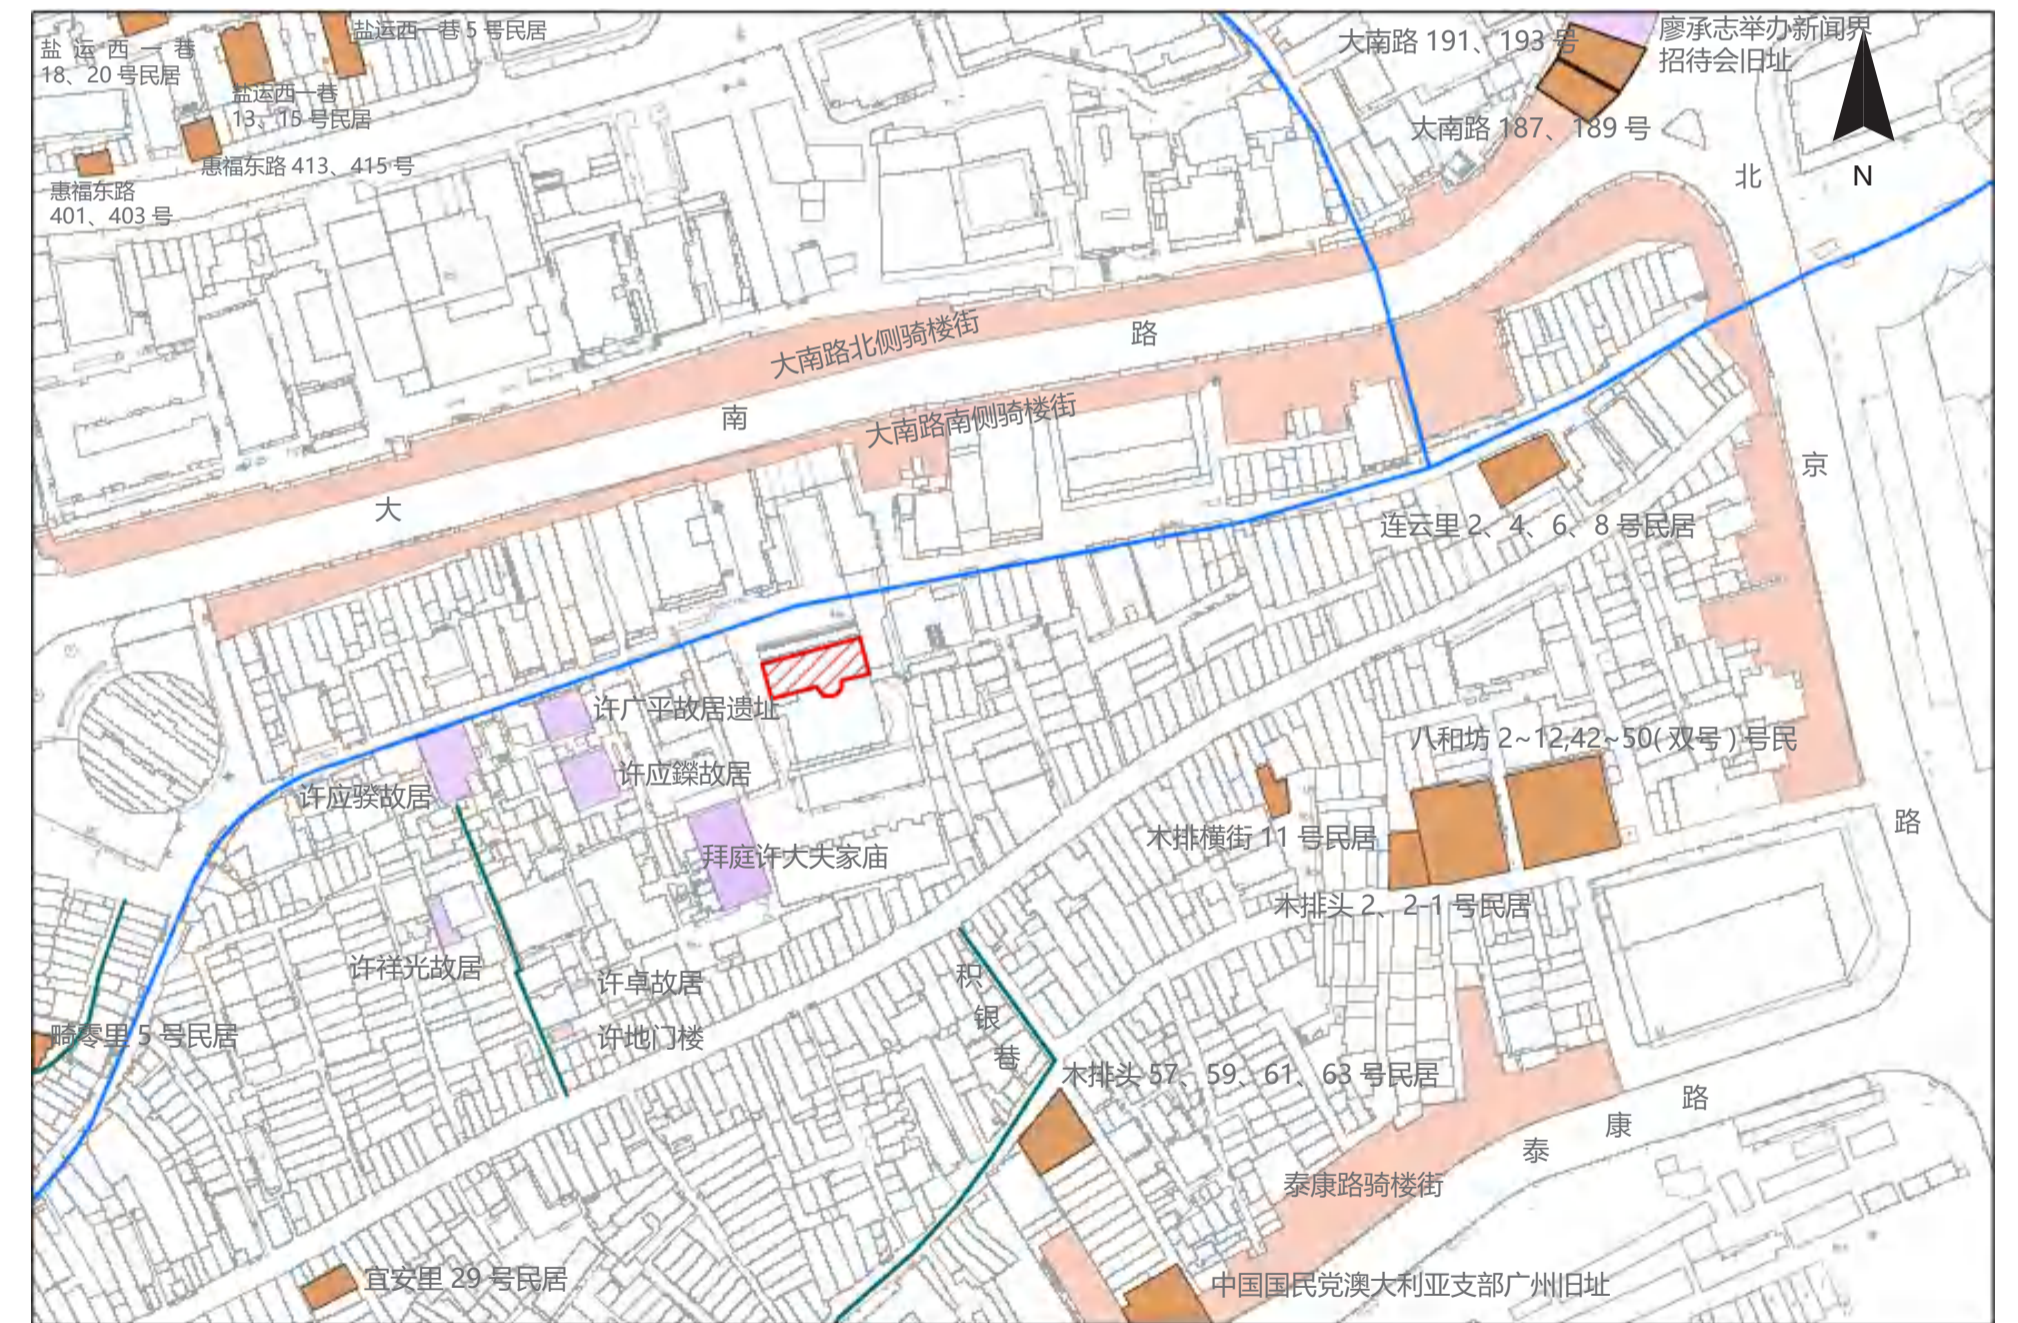 盐运西一巷
18、20号民居
盐运西一巷5号民居
盐运西一巷
13、15号民居
惠福东路413、415号
惠福东路
401、403号
大南路191、193号
廖承志举办新闻界
招待会旧址
大南路187、189号
N
北
京
路
大南路北侧骑楼街
路
南
大
大南路南侧骑楼街
连云里2、4、6、8号民居
许广平故居遗址
许应鑅故居
许应骙故居
拜庭许大夫家庙
八和坊2~12,42~50(双号)号民
木排横街11号民居
木排头2、2-1号民居
许祥光故居
许卓故居
许地门楼
积
银
巷
畸零里5号民居
木排头57、59、61、63号民居
泰
康
路
泰康路骑楼街
宜安里29号民居
中国国民党澳大利亚支部广州旧址